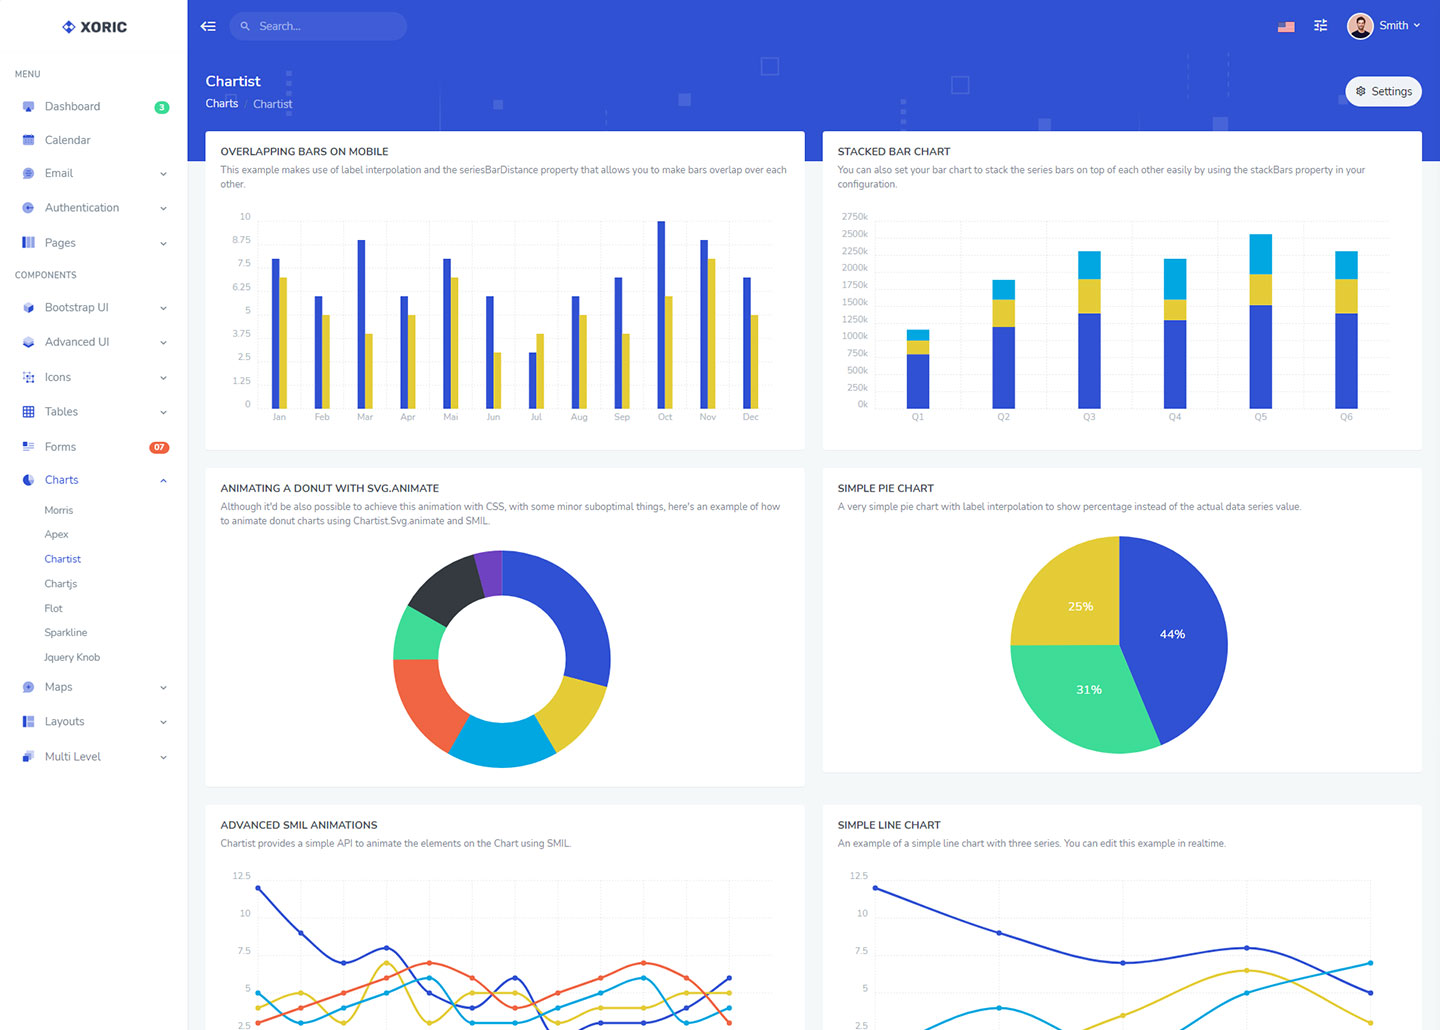 XORIC
Search...
Smith
MENU
Dashboard
3
Calendar
Email
Authentication
Pages
COMPONENTS
Bootstrap UI
Advanced UI
Icons
Tables
Forms
07
Charts
Morris
Apex
Chartist
Chartjs
Flot
Sparkline
Jquery Knob
Maps
Layouts
Multi Level
Chartist
Charts / Chartist
Settings
OVERLAPPING BARS ON MOBILE
This example makes use of label interpolation and the seriesBarDistance property that allows you to make bars overlap over each
other.
10
8.75
7.5
6.25
5
3.75
2.5
1.25
0
Jan Feb Mar Apr Mai Jun Jul Aug Sep Oct Nov Dec
STACKED BAR CHART
You can also set your bar chart to stack the series bars on top of each other easily by using the stackBars property in your
configuration.
2750k
2500k
2250k
2000k
1750k
1500k
1250k
1000k
750k
500k
250k
0k
Q1 Q2 Q3 Q4 Q5 Q6
ANIMATING A DONUT WITH SVG.ANIMATE
Although it'd be also possible to achieve this animation with CSS, with some minor suboptimal things, here's an example of how
to animate donut charts using Chartist.Svg.animate and SMIL.
SIMPLE PIE CHART
A very simple pie chart with label interpolation to show percentage instead of the actual data series value.
25%
44%
31%
ADVANCED SMIL ANIMATIONS
Chartist provides a simple API to animate the elements on the Chart using SMIL.
12.5
10
7.5
5
2.5
SIMPLE LINE CHART
An example of a simple line chart with three series. You can edit this example in realtime.
12.5
10
7.5
5
2.5